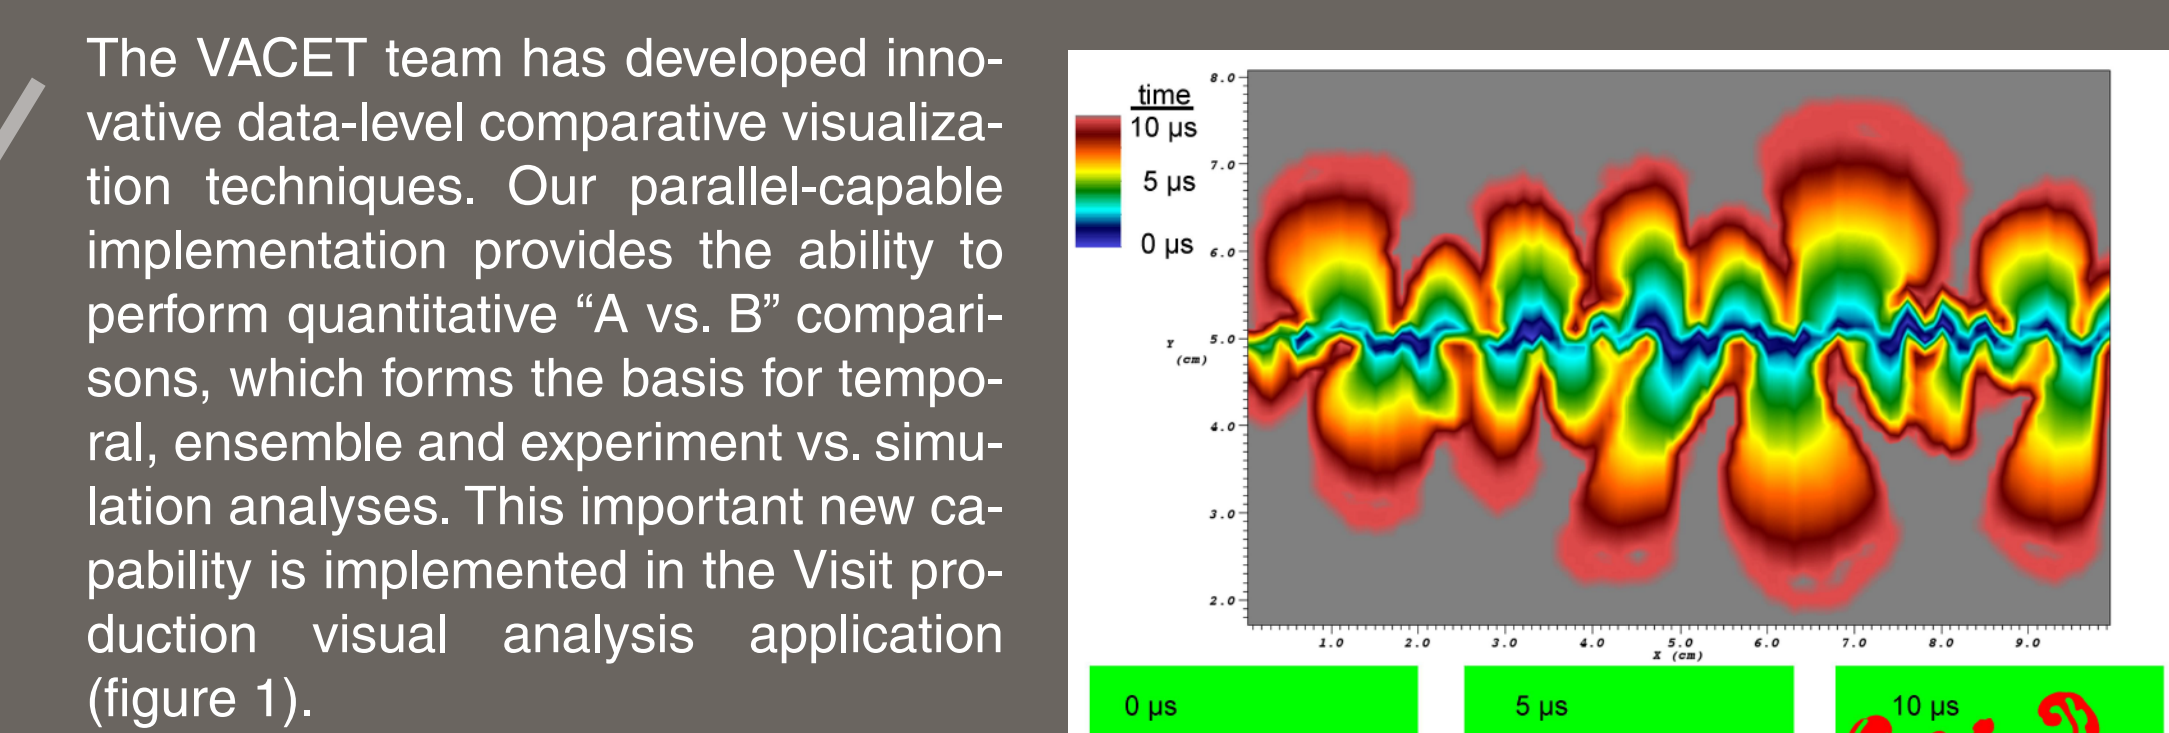 The VACET team has developed inno-
vative data-level comparative visualiza-
tion techniques. Our parallel-capable
implementation provides the ability to
perform quantitative “A vs. B” compari-
sons, which forms the basis for tempo-
ral, ensemble and experiment vs. simu-
lation analyses. This important new ca-
pability is implemented in the Visit pro-
duction visual analysis application
(figure 1).
time
10 µs
5 µs
0 µs
8.0
7.0
6.0
5.0
Y
(cm)
4.0
3.0
2.0
1.0 2.0 3.0 4.0 5.0 6.0 7.0 8.0 9.0
X (cm)
0 µs 5 µs 10 µs